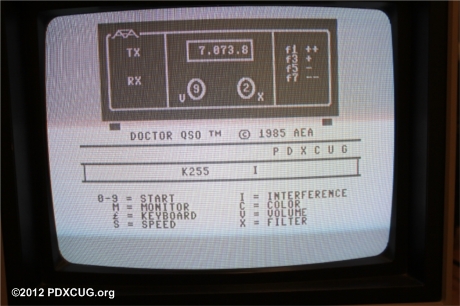 TX
7.073.8
f1 ++
f3 +
f5 -
f7 --
RX
V 9 2 X
DOCTOR QSO TM © 1985 AEA
PDXCUG
K255 I
0-9 = START I = INTERFERENCE
M = MONITOR C = COLOR
£ = KEYBOARD V = VOLUME
S = SPEED X = FILTER
©2012 PDXCUG.org